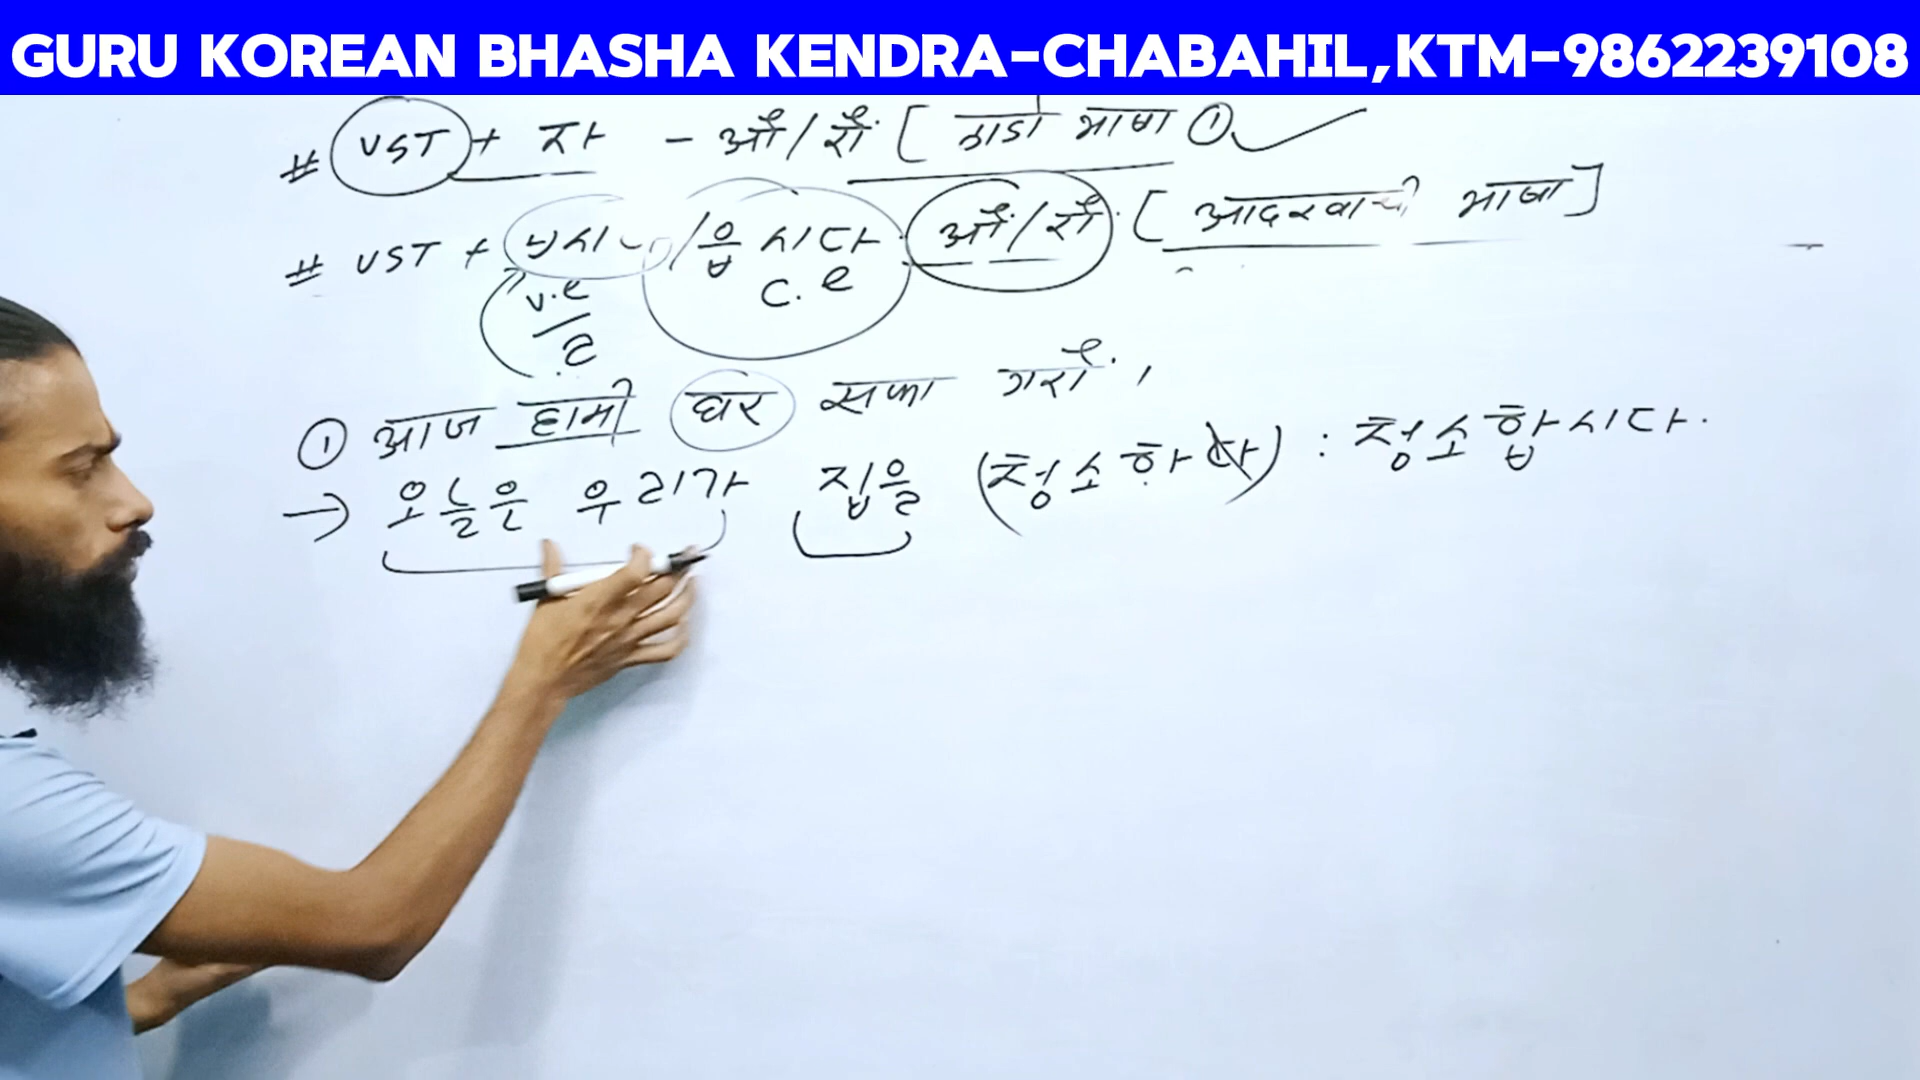 GURU KOREAN BHASHA KENDRA-CHABAHIL,KTM-9862239108
# VST + 자 - औं/रौं [ ठाडो भाषा ①
# VST + ㅂ시 /읍시다 औं/रौं [ आदरवाची भाषा ]
v.e C.e
ㄹ
① आज हामी घर सफा गरौं ।
→ 오늘은 우리가 집을 (청소하다) : 청소합시다.